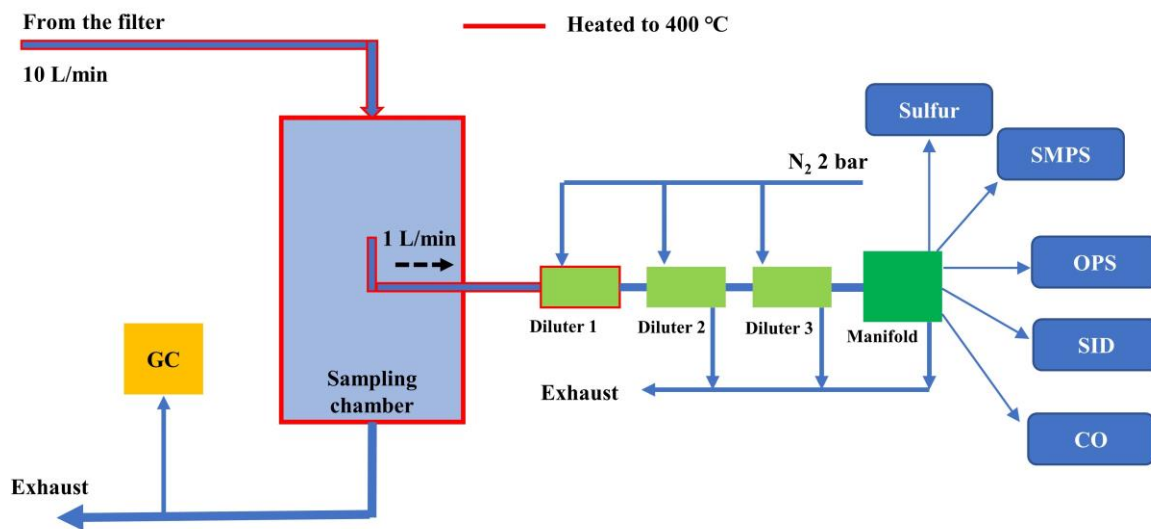 From the filter
Heated to 400 ℃
10 L/min
Sulfur
SMPS
N₂ 2 bar
1 L/min
OPS
Diluter 1
Diluter 2
Diluter 3
Manifold
SID
GC
Sampling
chamber
Exhaust
CO
Exhaust